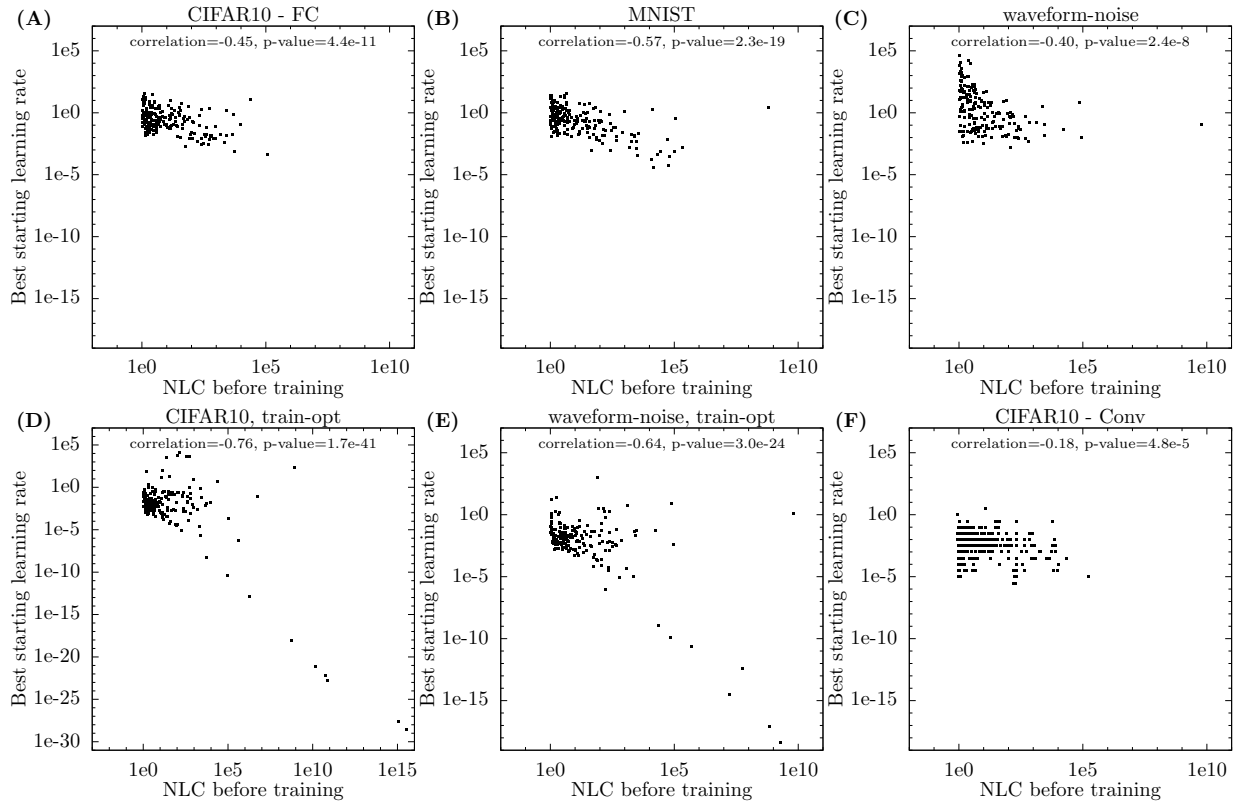 (A) CIFAR10 - FC
correlation=-0.45, p-value=4.4e-11
Best starting learning rate
1e5
1e0
1e-5
1e-10
1e-15
1e0 1e5 1e10
NLC before training
(B) MNIST
correlation=-0.57, p-value=2.3e-19
Best starting learning rate
1e5
1e0
1e-5
1e-10
1e-15
1e0 1e5 1e10
NLC before training
(C) waveform-noise
correlation=-0.40, p-value=2.4e-8
Best starting learning rate
1e5
1e0
1e-5
1e-10
1e-15
1e0 1e5 1e10
NLC before training
(D) CIFAR10, train-opt
correlation=-0.76, p-value=1.7e-41
Best starting learning rate
1e5
1e0
1e-5
1e-10
1e-15
1e-20
1e-25
1e-30
1e0 1e5 1e10 1e15
NLC before training
(E) waveform-noise, train-opt
correlation=-0.64, p-value=3.0e-24
Best starting learning rate
1e5
1e0
1e-5
1e-10
1e-15
1e0 1e5 1e10
NLC before training
(F) CIFAR10 - Conv
correlation=-0.18, p-value=4.8e-5
Best starting learning rate
1e5
1e0
1e-5
1e-10
1e-15
1e0 1e5 1e10
NLC before training